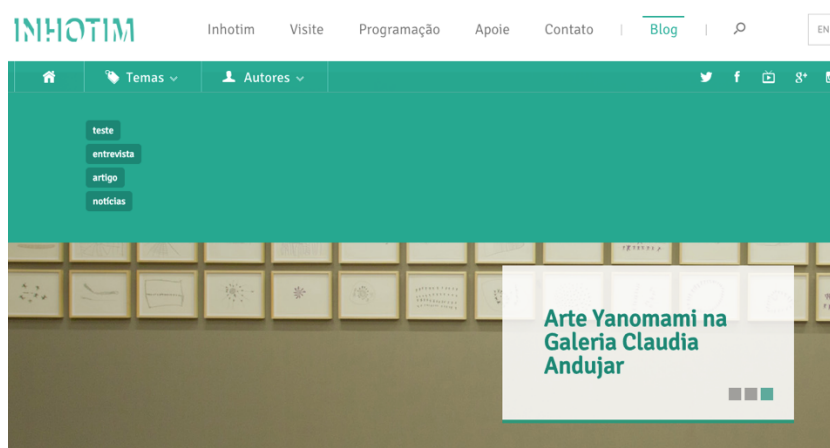 INHOTIM
Inhotim Visite Programação Apoie Contato | Blog | EN
Temas Autores
teste
entrevista
artigo
notícias
Arte Yanomami na
Galeria Claudia
Andujar